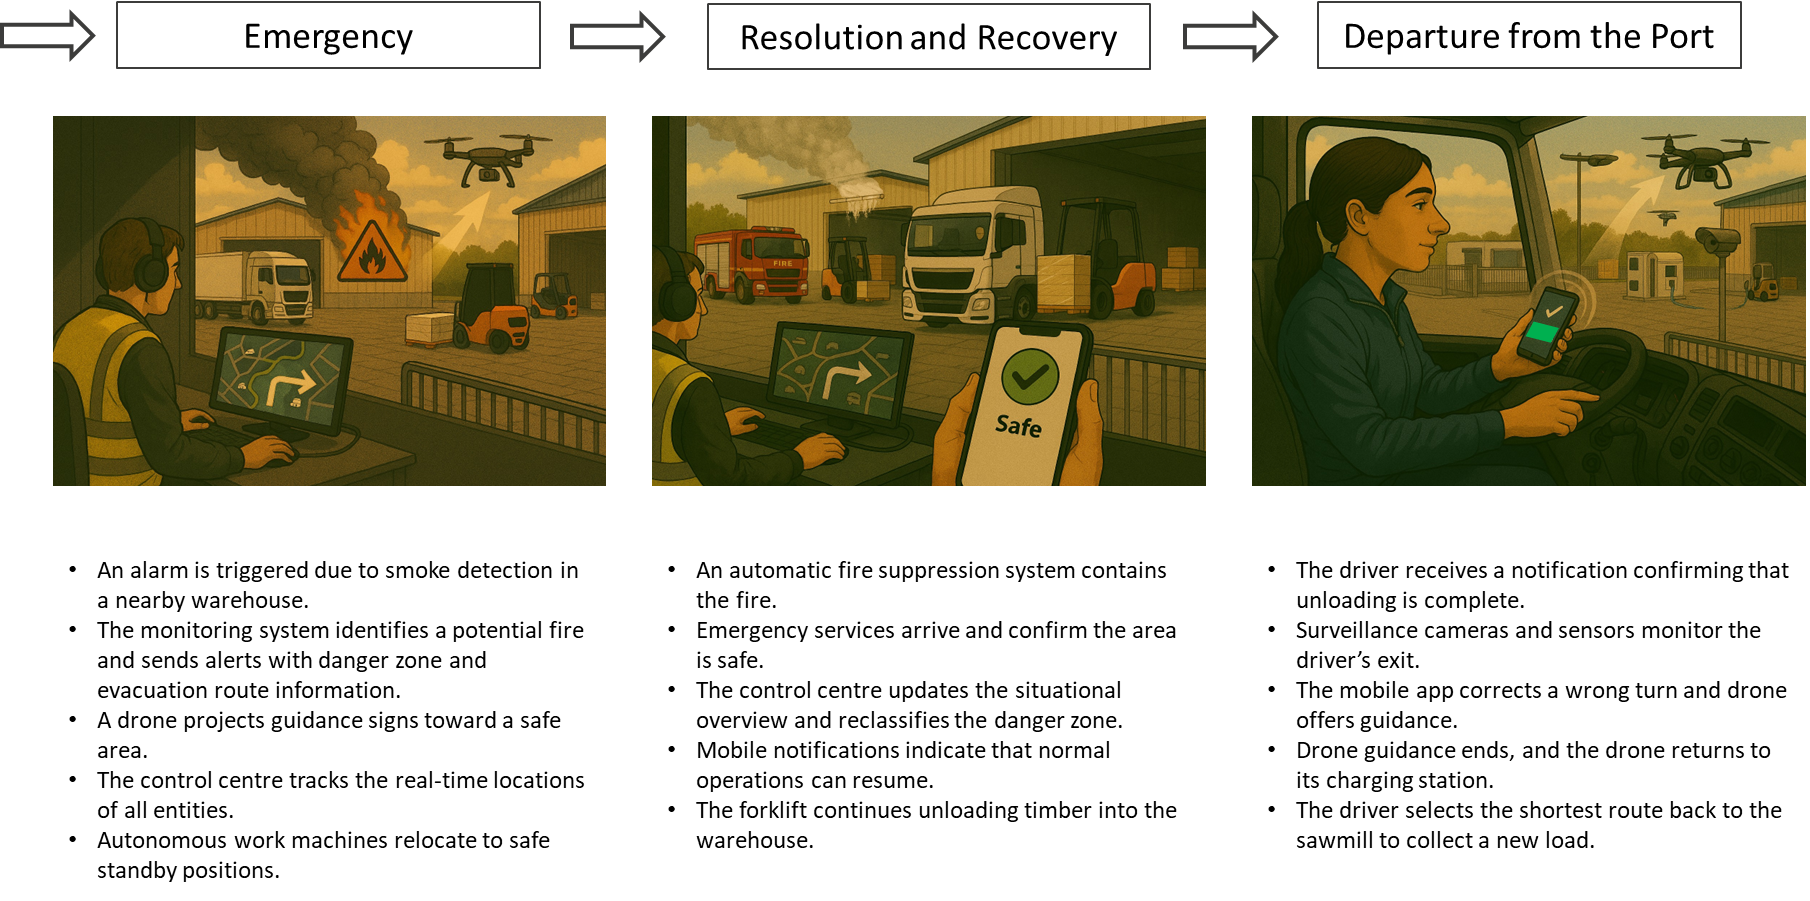 Emergency
Resolution and Recovery
Departure from the Port
FIRE
Safe
• An alarm is triggered due to smoke detection in
a nearby warehouse.
• The monitoring system identifies a potential fire
and sends alerts with danger zone and
evacuation route information.
• A drone projects guidance signs toward a safe
area.
• The control centre tracks the real-time locations
of all entities.
• Autonomous work machines relocate to safe
standby positions.
• An automatic fire suppression system contains
the fire.
• Emergency services arrive and confirm the area
is safe.
• The control centre updates the situational
overview and reclassifies the danger zone.
• Mobile notifications indicate that normal
operations can resume.
• The forklift continues unloading timber into the
warehouse.
• The driver receives a notification confirming that
unloading is complete.
• Surveillance cameras and sensors monitor the
driver’s exit.
• The mobile app corrects a wrong turn and drone
offers guidance.
• Drone guidance ends, and the drone returns to
its charging station.
• The driver selects the shortest route back to the
sawmill to collect a new load.